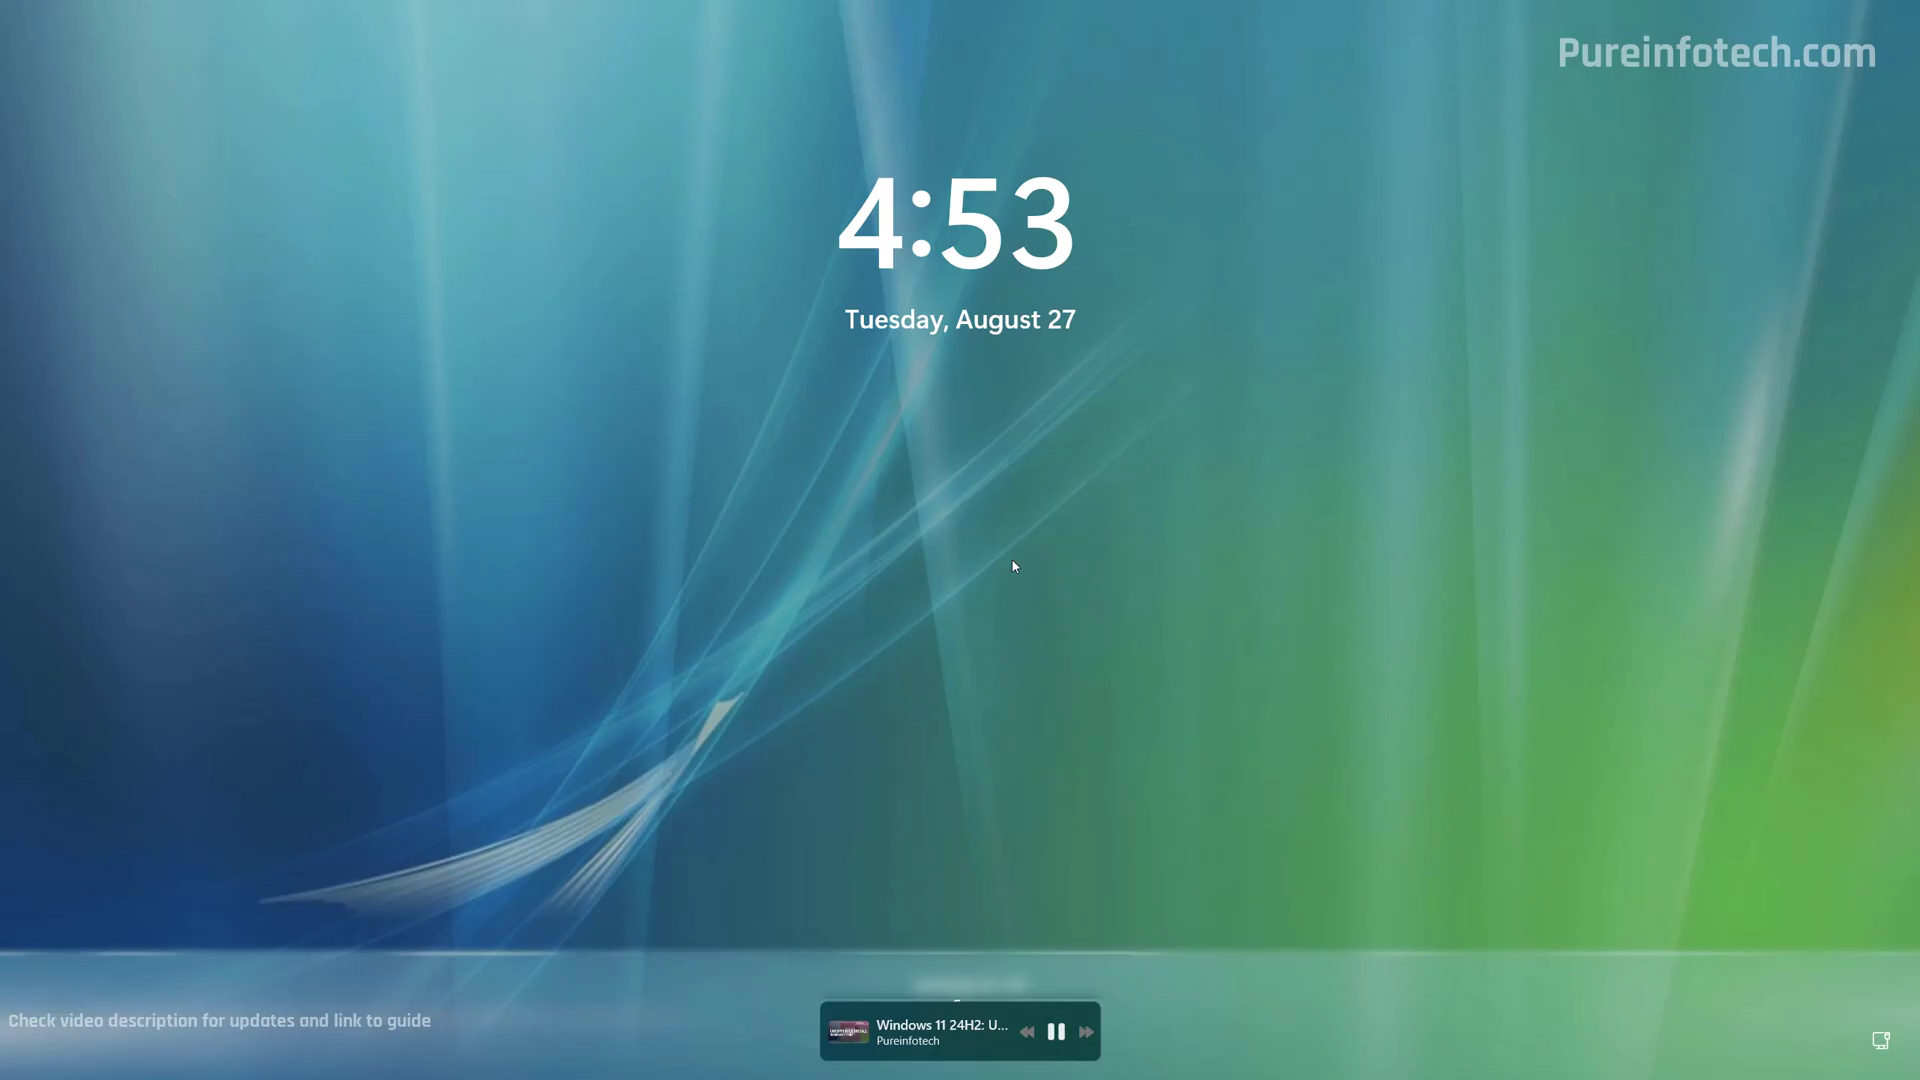 Pureinfotech.com
4:53
Tuesday, August 27
Check video description for updates and link to guide
Windows 11 24H2: U...
Pureinfotech